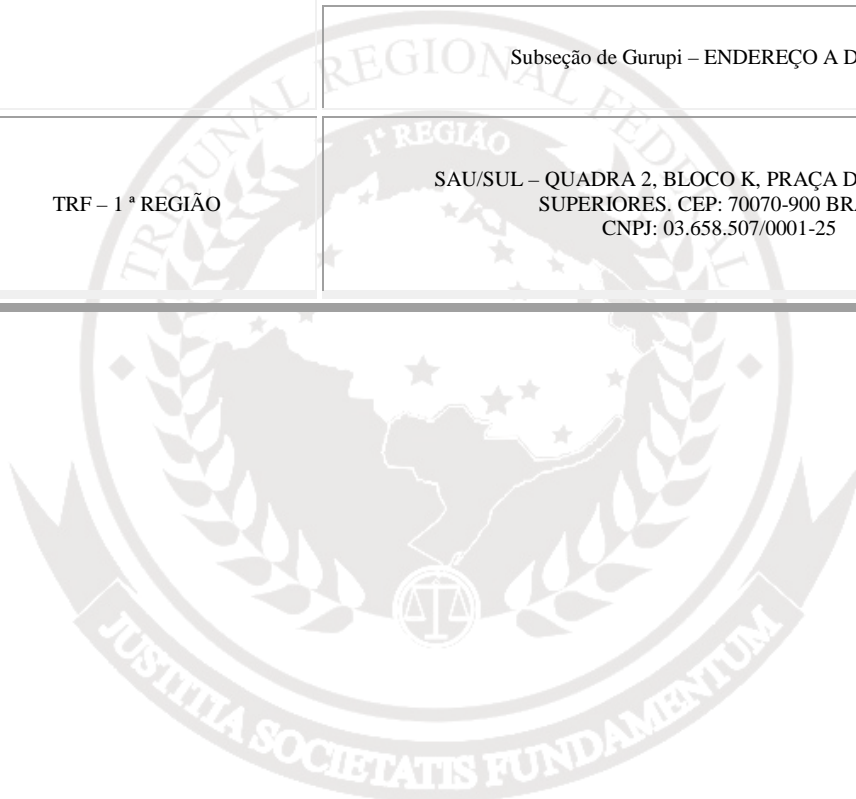 Subseção de Gurupi – ENDEREÇO A D
TRF – 1 ª REGIÃO
SAU/SUL – QUADRA 2, BLOCO K, PRAÇA D
SUPERIORES. CEP: 70070-900 BRA
CNPJ: 03.658.507/0001-25
TRIBUNAL REGIONAL FEDERAL
1ª REGIÃO
JUSTITIA SOCIETATIS FUNDAMENTUM